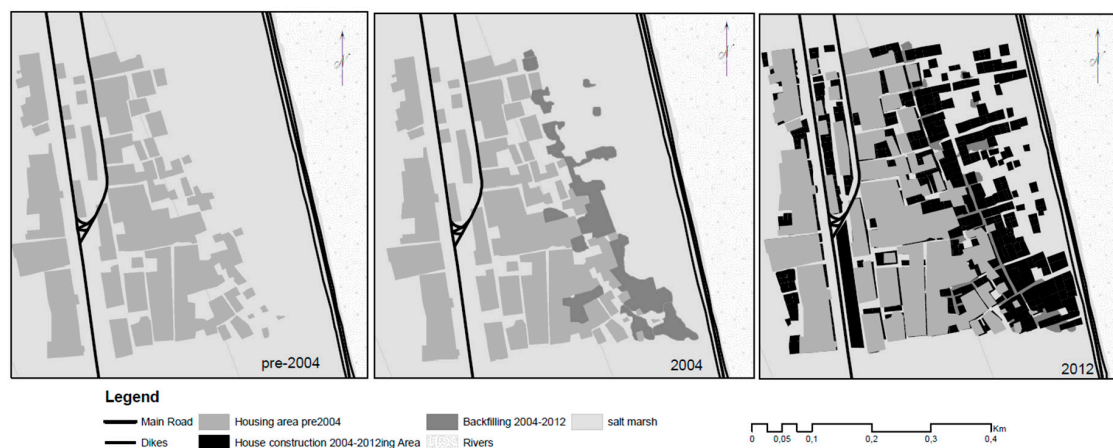 pre-2004
2004
2012
Legend
Main Road
Housing area pre2004
Backfilling 2004-2012
salt marsh
Dikes
House construction 2004-2012ing Area
Rivers
Km
0 0,05 0,1 0,2 0,3 0,4